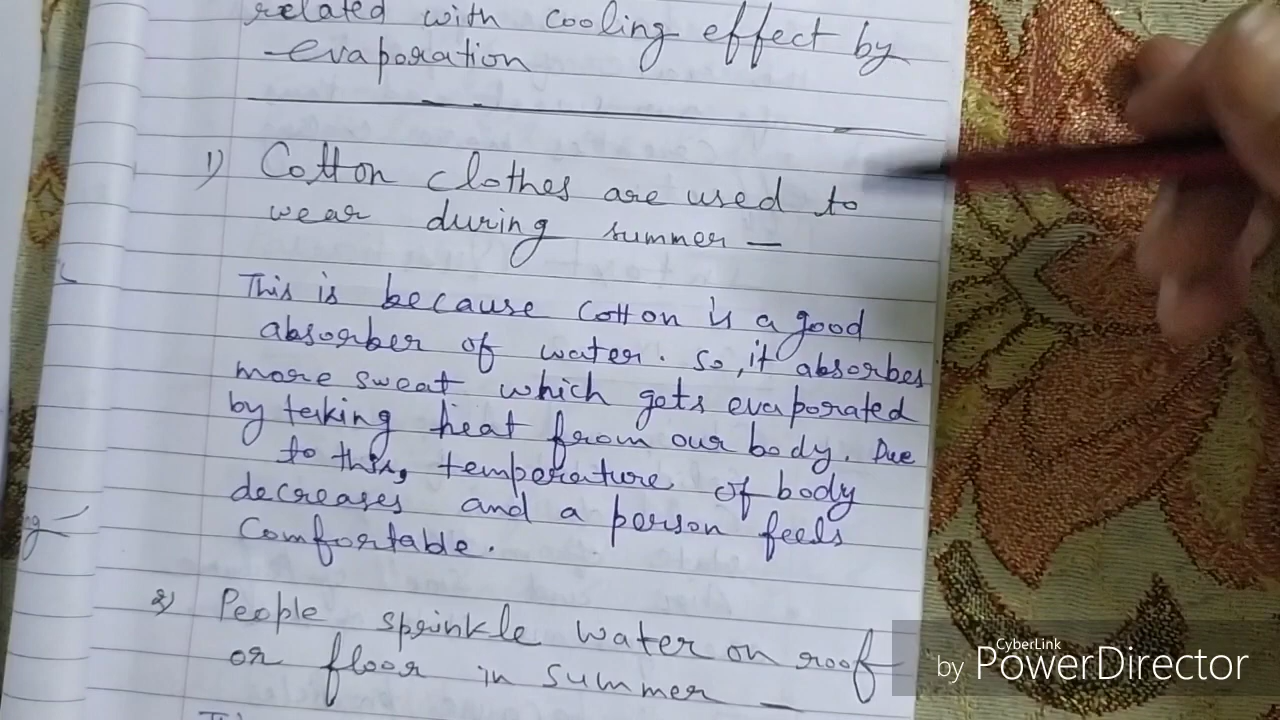 related with cooling effect by
evaporation
1) Cotton clothes are used to
wear during summer —
This is because cotton is a good
absorber of water. So, it absorbes
more sweat which gets evaporated
by taking heat from our body. Due
to this, temperature of body
decreases and a person feels
comfortable.
2) People sprinkle water on roof
or floor in summer —
CyberLink
by PowerDirector